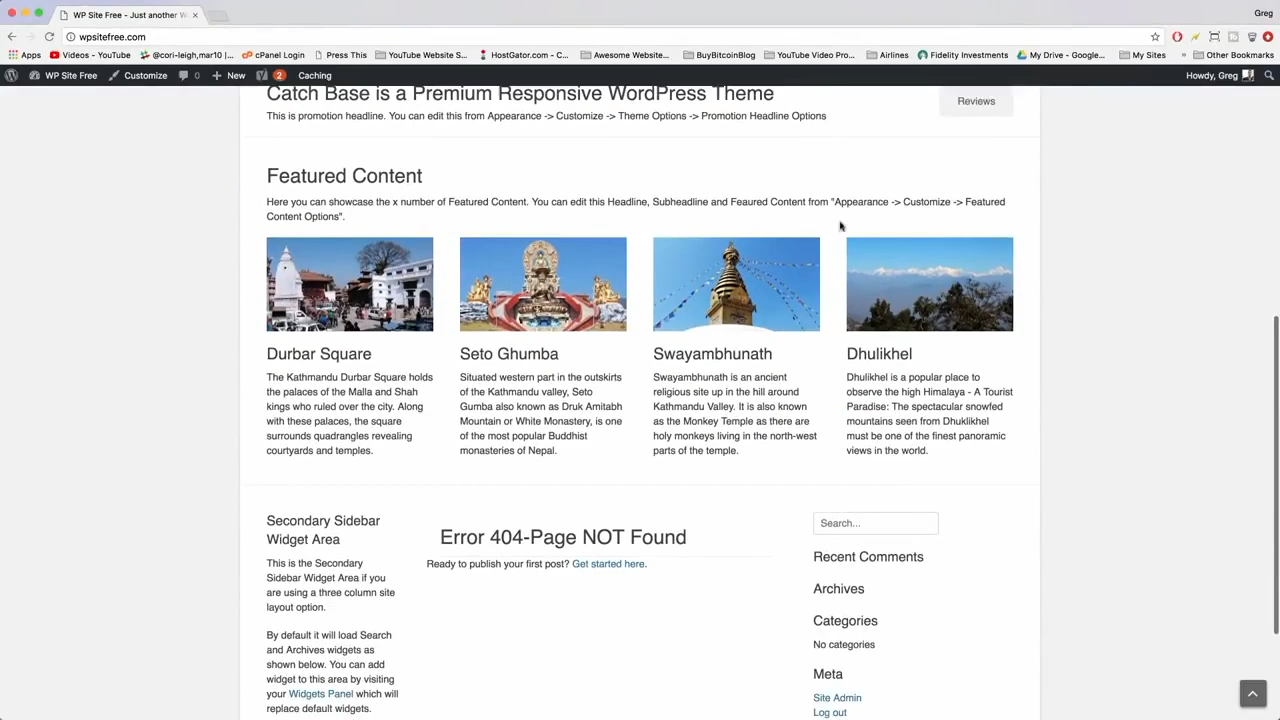 WP Site Free - Just another W
Greg
wpsitefree.com
Apps
Videos - YouTube
@cori-leigh,mar10 |...
cPanel Login
Press This
YouTube Website S...
HostGator.com - C...
Awesome Website...
BuyBitcoinBlog
YouTube Video Pro...
Airlines
Fidelity Investments
My Drive - Google...
My Sites
»
Other Bookmarks
WP Site Free
Customize
0
+ New
2
Caching
Howdy, Greg
Catch Base is a Premium Responsive WordPress Theme
This is promotion headline. You can edit this from Appearance -> Customize -> Theme Options -> Promotion Headline Options
Reviews
Featured Content
Here you can showcase the x number of Featured Content. You can edit this Headline, Subheadline and Feaured Content from "Appearance -> Customize -> Featured
Content Options".
Durbar Square
The Kathmandu Durbar Square holds
the palaces of the Malla and Shah
kings who ruled over the city. Along
with these palaces, the square
surrounds quadrangles revealing
courtyards and temples.
Seto Ghumba
Situated western part in the outskirts
of the Kathmandu valley, Seto
Gumba also known as Druk Amitabh
Mountain or White Monastery, is one
of the most popular Buddhist
monasteries of Nepal.
Swayambhunath
Swayambhunath is an ancient
religious site up in the hill around
Kathmandu Valley. It is also known
as the Monkey Temple as there are
holy monkeys living in the north-west
parts of the temple.
Dhulikhel
Dhulikhel is a popular place to
observe the high Himalaya - A Tourist
Paradise: The spectacular snowfed
mountains seen from Dhuklikhel
must be one of the finest panoramic
views in the world.
Secondary Sidebar
Widget Area
This is the Secondary
Sidebar Widget Area if you
are using a three column site
layout option.
By default it will load Search
and Archives widgets as
shown below. You can add
widget to this area by visiting
your Widgets Panel which will
replace default widgets.
Error 404-Page NOT Found
Ready to publish your first post? Get started here.
Search...
Recent Comments
Archives
Categories
No categories
Meta
Site Admin
Log out